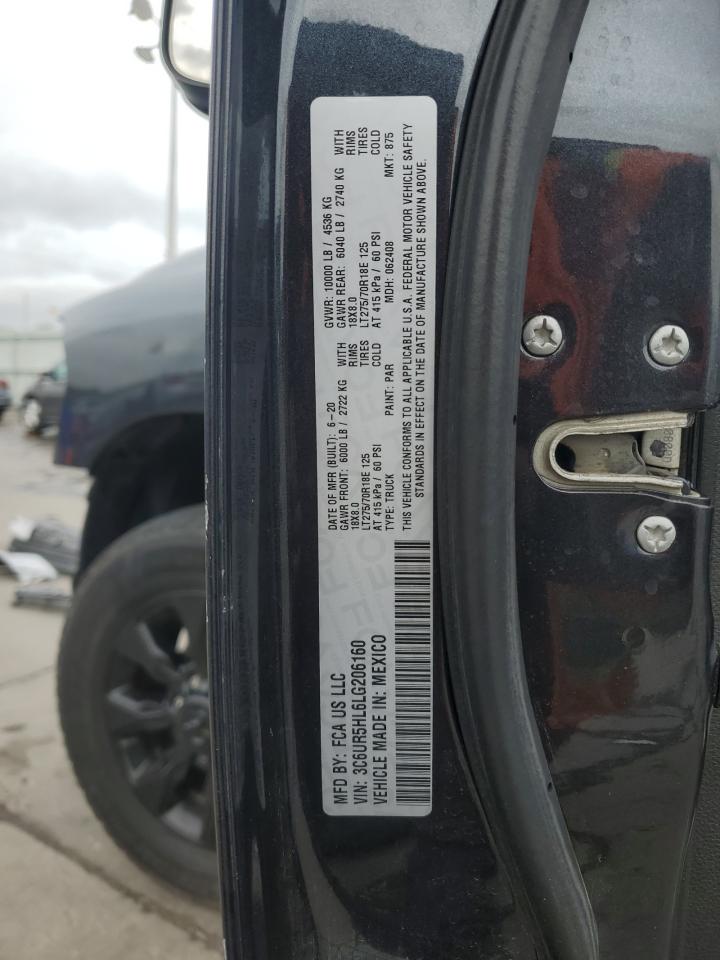 MFD BY: FCA US LLC
VIN: 3C6UR5HL6LG206160
VEHICLE MADE IN: MEXICO
DATE OF MFR (BUILT): 6-20 GVWR: 10000 LB / 4536 KG
GAWR FRONT: 6000 LB / 2722 KG WITH GAWR REAR: 6040 LB / 2740 KG WITH
18X8.0 RIMS 18X8.0 RIMS
LT275/70R18E 125 TIRES LT275/70R18E 125 TIRES
AT 415 kPa / 60 PSI COLD AT 415 kPa / 60 PSI COLD
TYPE: TRUCK PAINT: PAR MDH: 062408 MKT: 875
THIS VEHICLE CONFORMS TO ALL APPLICABLE U.S.A. FEDERAL MOTOR VEHICLE SAFETY
STANDARDS IN EFFECT ON THE DATE OF MANUFACTURE SHOWN ABOVE.